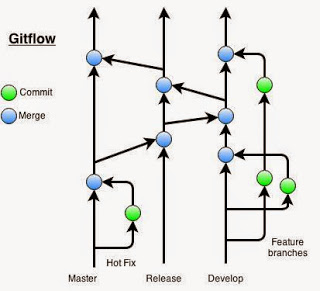 Gitflow
Commit
Merge
Hot Fix
Feature
branches
Master
Release
Develop